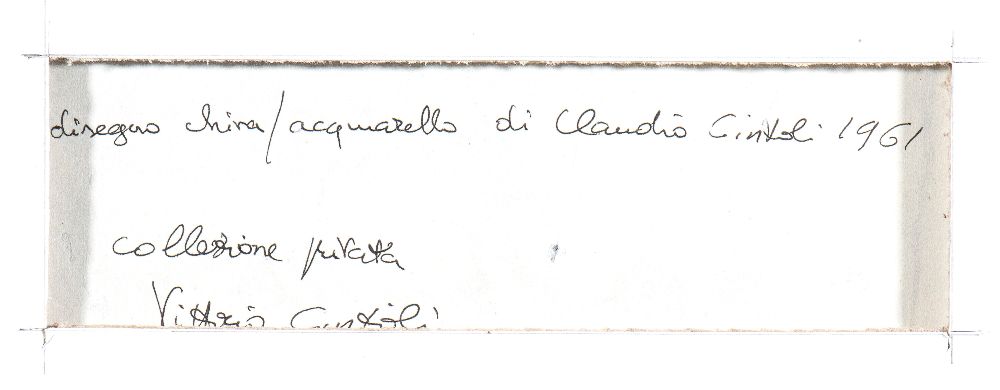 disegno china/acquarello di Claudio Cintoli 1961
collezione privata
Vittorio Cintoli